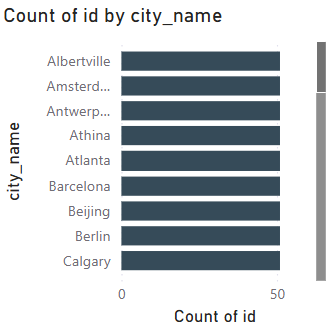 Count of id by city_name
city_name
Albertville
Amsterd...
Antwerp...
Athina
Atlanta
Barcelona
Beijing
Berlin
Calgary
0 50
Count of id